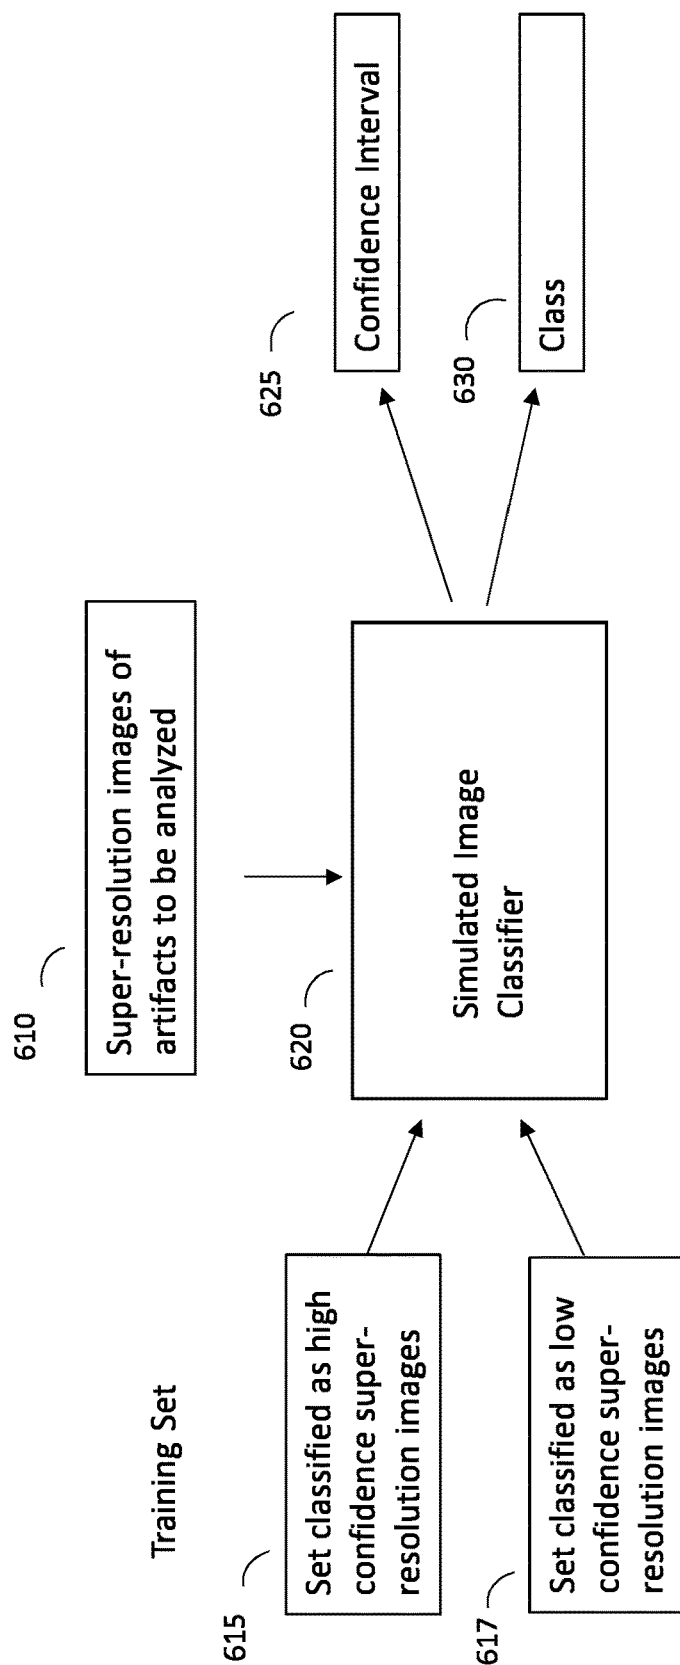 Training Set
615
Set classified as high
confidence super-
resolution images
617
Set classified as low
confidence super-
resolution images
610
Super-resolution images of
artifacts to be analyzed
620
Simulated Image
Classifier
625
Confidence Interval
630
Class